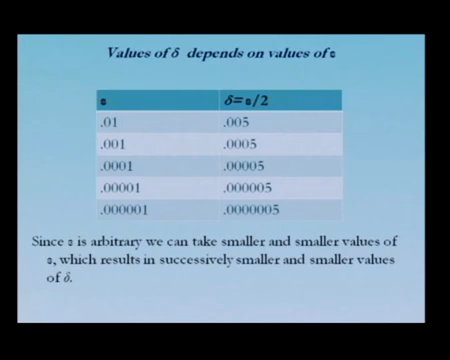 Values of δ depends on values of ε
ε δ= ε/2
.01 .005
.001 .0005
.0001 .00005
.00001 .000005
.000001 .0000005
Since ε is arbitrary we can take smaller and smaller values of
ε, which results in successively smaller and smaller values
of δ.